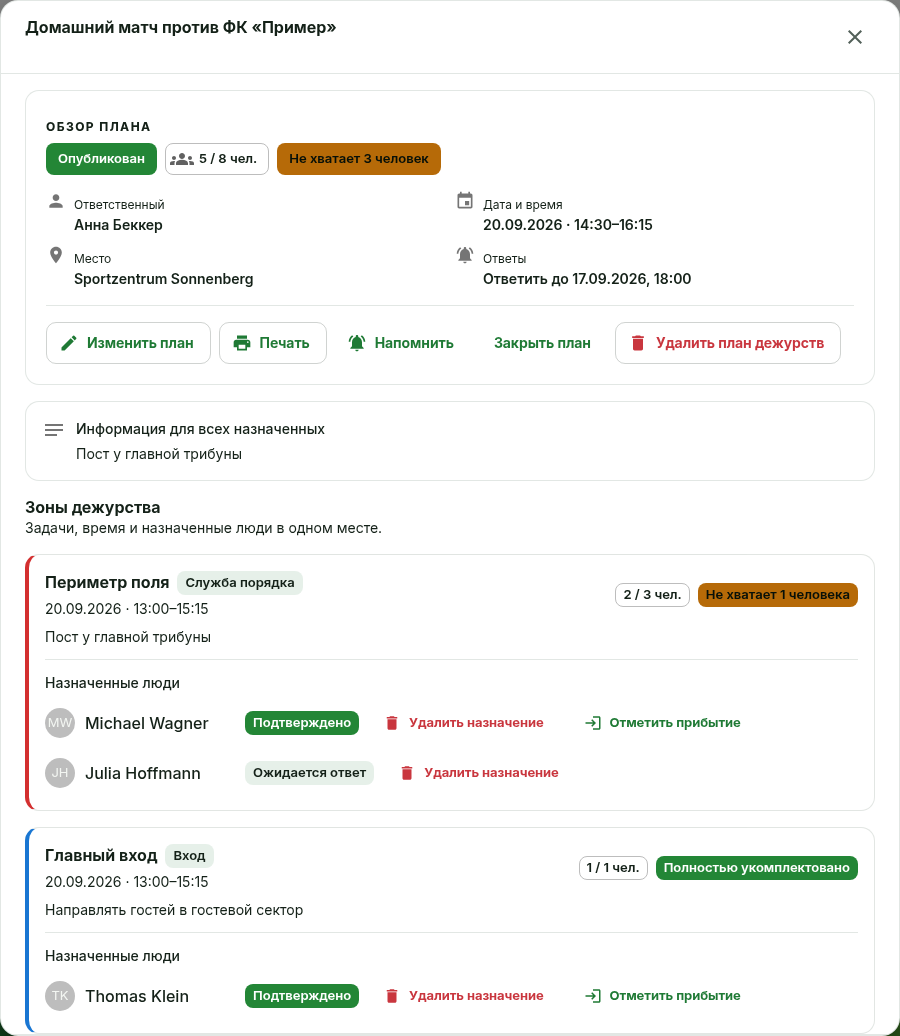 Домашний матч против ФК «Пример»
ОБЗОР ПЛАНА
Опубликован
5 / 8 чел.
Не хватает 3 человек
Ответственный
Анна Беккер
Дата и время
20.09.2026 · 14:30–16:15
Место
Sportzentrum Sonnenberg
Ответы
Ответить до 17.09.2026, 18:00
Изменить план
Печать
Напомнить
Закрыть план
Удалить план дежурств
Информация для всех назначенных
Пост у главной трибуны
Зоны дежурства
Задачи, время и назначенные люди в одном месте.
Периметр поля
Служба порядка
2 / 3 чел.
Не хватает 1 человека
20.09.2026 · 13:00–15:15
Пост у главной трибуны
Назначенные люди
MW
Michael Wagner
Подтверждено
Удалить назначение
Отметить прибытие
JH
Julia Hoffmann
Ожидается ответ
Удалить назначение
Главный вход
Вход
1 / 1 чел.
Полностью укомплектовано
20.09.2026 · 13:00–15:15
Направлять гостей в гостевой сектор
Назначенные люди
TK
Thomas Klein
Подтверждено
Удалить назначение
Отметить прибытие